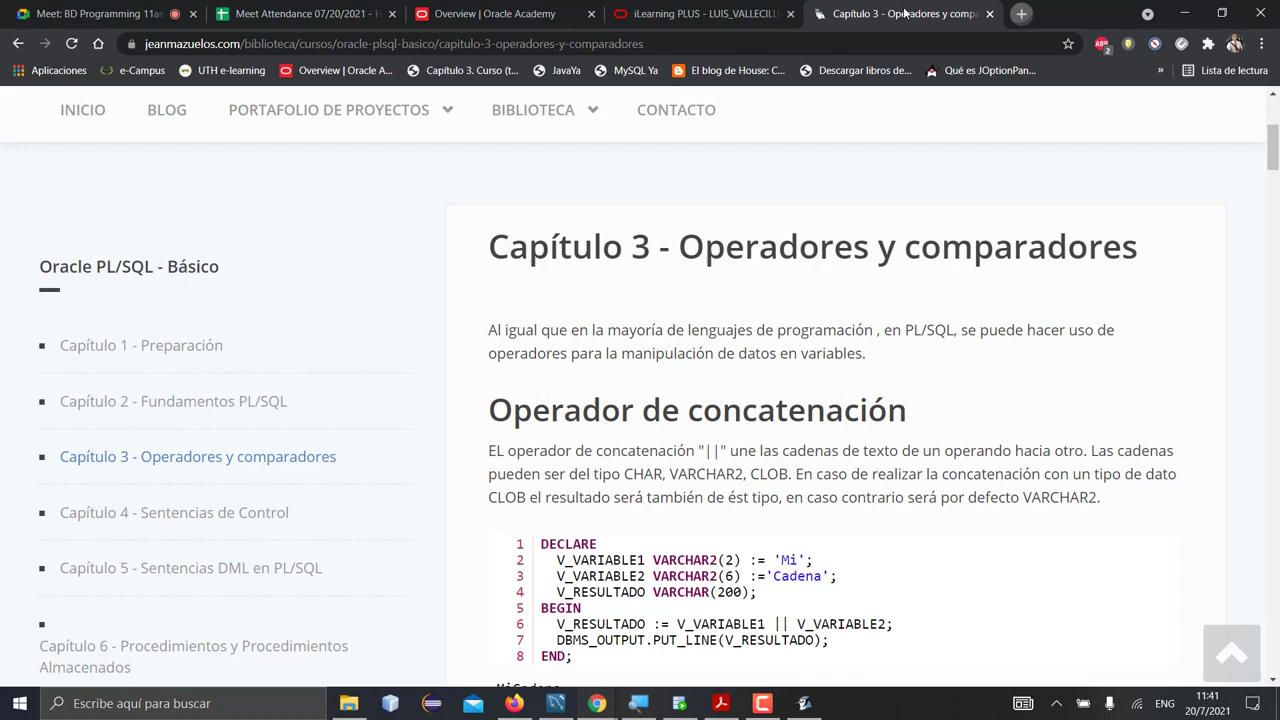 Meet: BD Programming 11am
Meet Attendance 07/20/2021 - H
Overview | Oracle Academy
iLearning PLUS - LUIS_VALLECILL
Capítulo 3 - Operadores y compa
jeanmazuelos.com/biblioteca/cursos/oracle-plsql-basico/capitulo-3-operadores-y-comparadores
Aplicaciones
e-Campus
UTH e-learning
Overview | Oracle A...
Capítulo 3. Curso (t...
JavaYa
MySQL Ya
El blog de House: C...
Descargar libros de...
Qué es JOptionPan...
»
Lista de lectura
INICIO
BLOG
PORTAFOLIO DE PROYECTOS
BIBLIOTECA
CONTACTO
Oracle PL/SQL - Básico
Capítulo 1 - Preparación
Capítulo 2 - Fundamentos PL/SQL
Capítulo 3 - Operadores y comparadores
Capítulo 4 - Sentencias de Control
Capítulo 5 - Sentencias DML en PL/SQL
Capítulo 6 - Procedimientos y Procedimientos
Almacenados
Capítulo 3 - Operadores y comparadores
Al igual que en la mayoría de lenguajes de programación , en PL/SQL, se puede hacer uso de
operadores para la manipulación de datos en variables.
Operador de concatenación
EL operador de concatenación "||" une las cadenas de texto de un operando hacia otro. Las cadenas
pueden ser del tipo CHAR, VARCHAR2, CLOB. En caso de realizar la concatenación con un tipo de dato
CLOB el resultado será también de ést tipo, en caso contrario será por defecto VARCHAR2.
1 DECLARE
2 V_VARIABLE1 VARCHAR2(2) := 'Mi';
3 V_VARIABLE2 VARCHAR2(6) :='Cadena';
4 V_RESULTADO VARCHAR(200);
5 BEGIN
6 V_RESULTADO := V_VARIABLE1 || V_VARIABLE2;
7 DBMS_OUTPUT.PUT_LINE(V_RESULTADO);
8 END;
MiCadena
Escribe aquí para buscar
ENG
11:41
20/7/2021